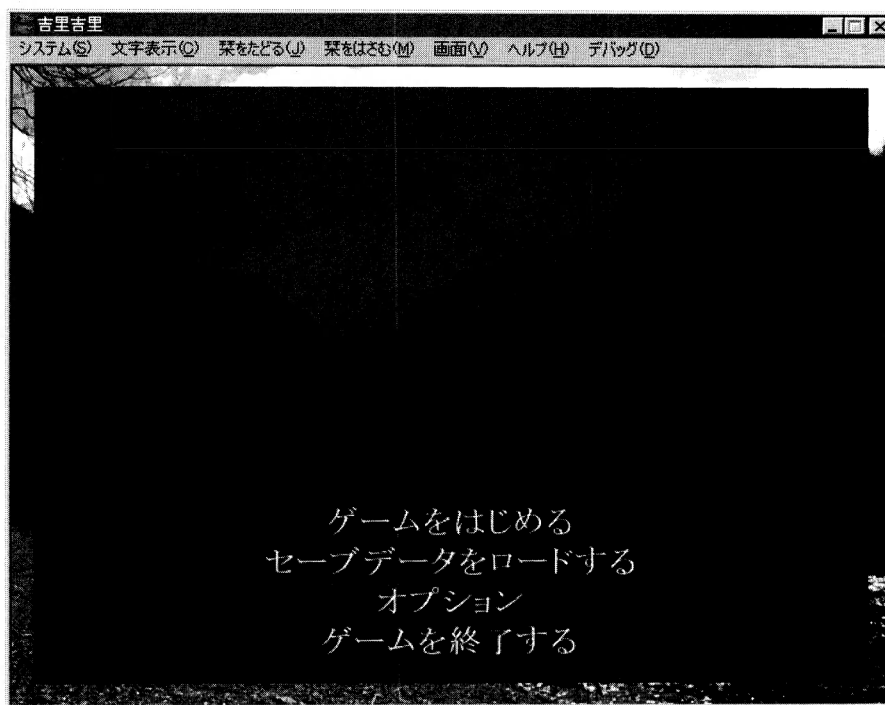 吉里吉里
システム(S) 文字表示(C) 栞をたどる(J) 栞をはさむ(M) 画面(V) ヘルプ(H) デバッグ(D)
ゲームをはじめる
セーブデータをロードする
オプション
ゲームを終了する